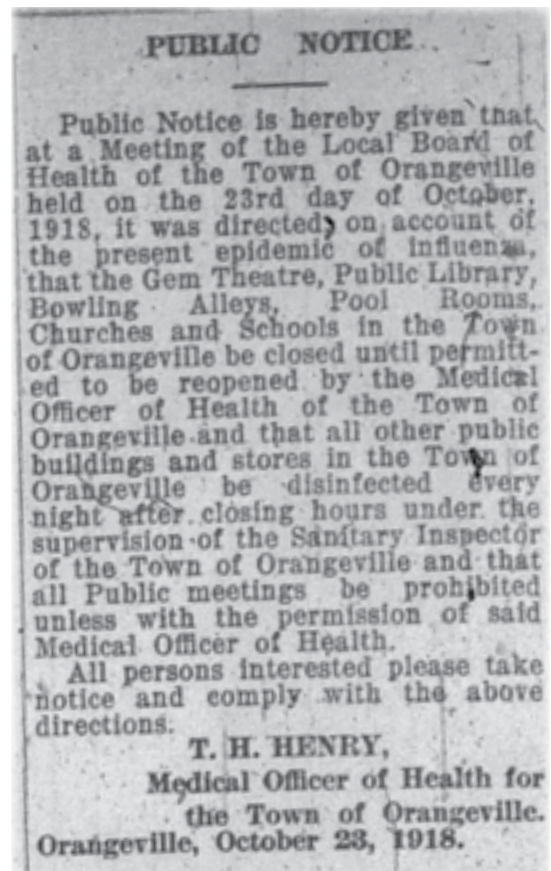 PUBLIC NOTICE
Public Notice is hereby given that
at a Meeting of the Local Board of
Health of the Town of Orangeville
held on the 23rd day of October,
1918, it was directed, on account of
the present epidemic of influenza,
that the Gem Theatre, Public Library,
Bowling Alleys, Pool Rooms,
Churches and Schools in the Town
of Orangeville be closed until permitt-
ed to be reopened by the Medical
Officer of Health of the Town of
Orangeville and that all other public
buildings and stores in the Town of
Orangeville be disinfected every
night after closing hours under the
supervision of the Sanitary Inspector
of the Town of Orangeville and that
all Public meetings be prohibited
unless with the permission of said
Medical Officer of Health.
All persons interested please take
notice and comply with the above
directions.
T. H. HENRY,
Medical Officer of Health for
the Town of Orangeville.
Orangeville, October 23, 1918.